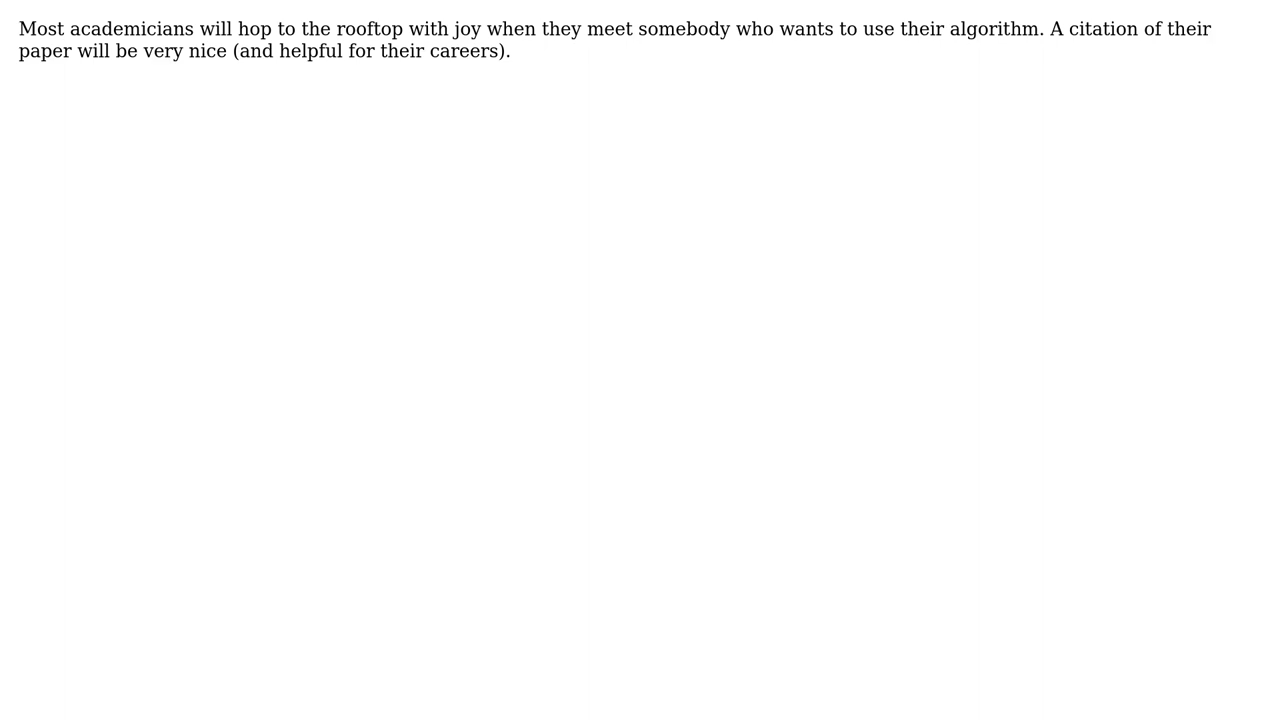 Most academicians will hop to the rooftop with joy when they meet somebody who wants to use their algorithm. A citation of their
paper will be very nice (and helpful for their careers).